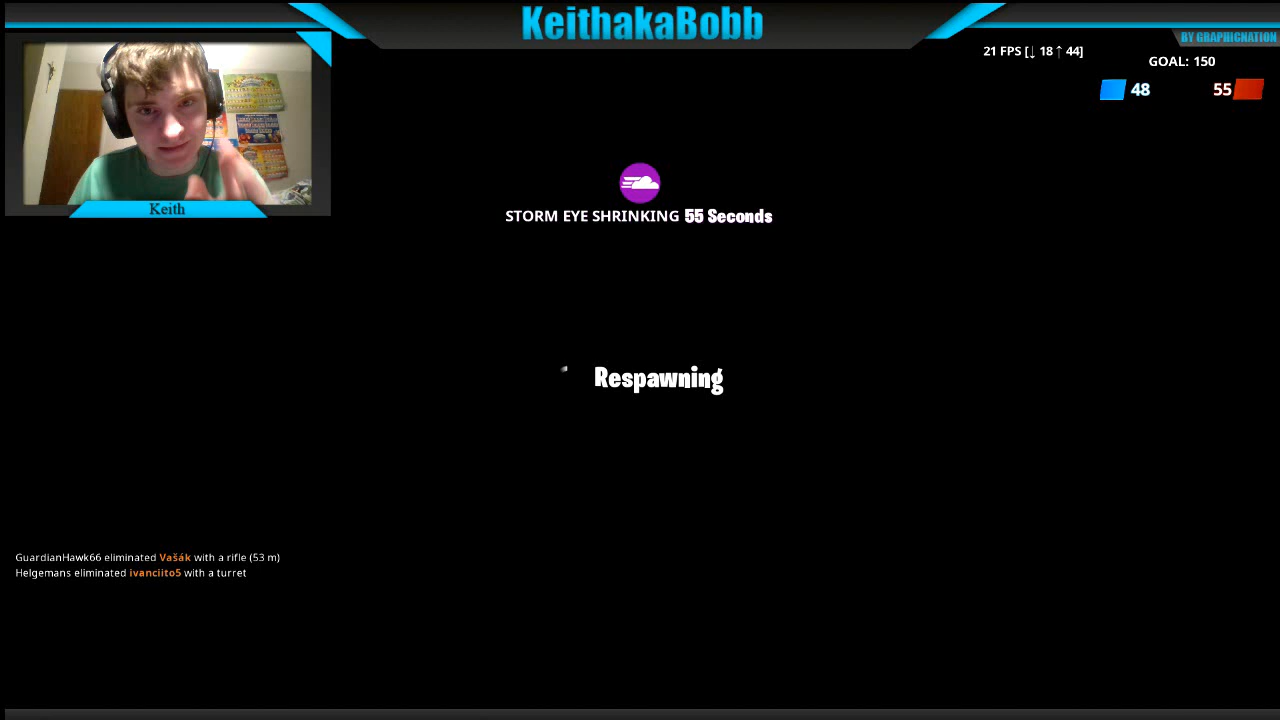 KeithakaBobb
BY GRAPHICNATION
21 FPS [↓ 18 ↑ 44]
GOAL: 150
48
55
Keith
STORM EYE SHRINKING 55 Seconds
Respawning
GuardianHawk66 eliminated Vašák with a rifle (53 m)
Helgemans eliminated ivanciito5 with a turret